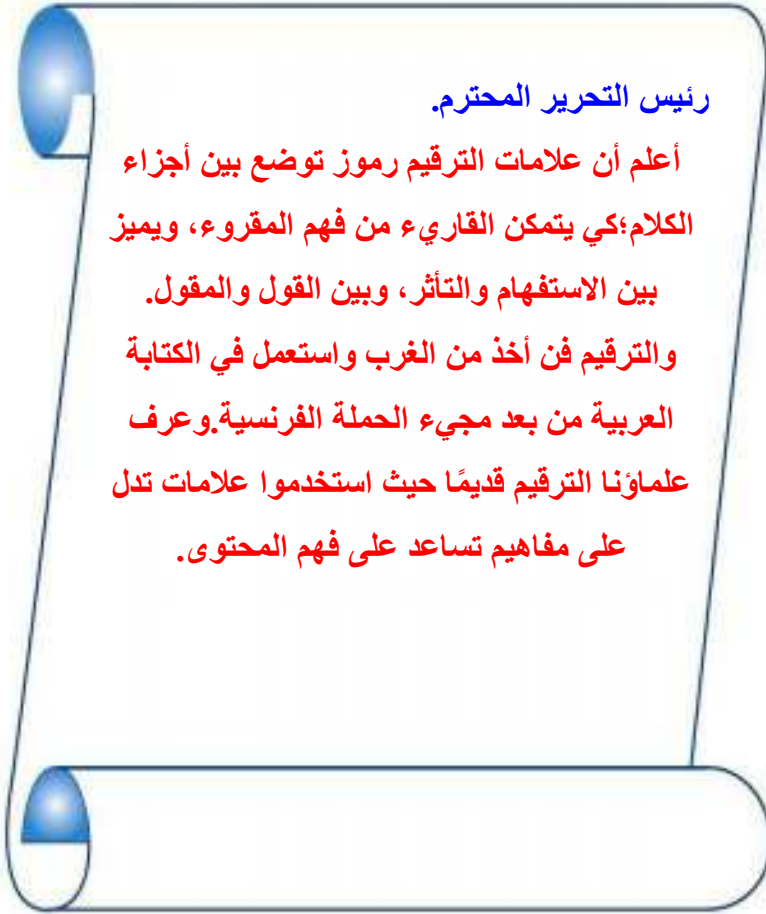 رئيس التحرير المحترم.
أعلم أن علامات الترقيم رموز توضع بين أجزاء
الكلام؛كي يتمكن القاريء من فهم المقروء، ويميز
بين الاستفهام والتأثر، وبين القول والمقول.
والترقيم فن أخذ من الغرب واستعمل في الكتابة
العربية من بعد مجيء الحملة الفرنسية.وعرف
علماؤنا الترقيم قديمًا حيث استخدموا علامات تدل
على مفاهيم تساعد على فهم المحتوى.